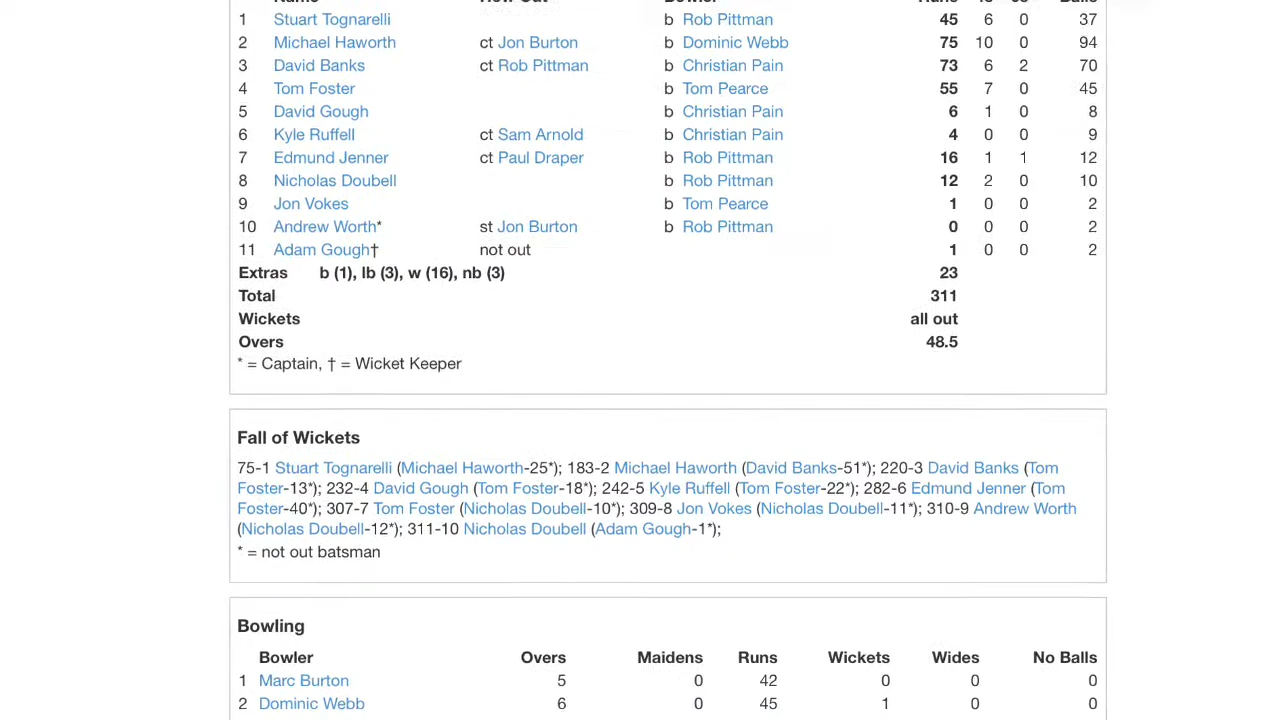 1 Stuart Tognarelli b Rob Pittman 45 6 0 37
2 Michael Haworth ct Jon Burton b Dominic Webb 75 10 0 94
3 David Banks ct Rob Pittman b Christian Pain 73 6 2 70
4 Tom Foster b Tom Pearce 55 7 0 45
5 David Gough b Christian Pain 6 1 0 8
6 Kyle Ruffell ct Sam Arnold b Christian Pain 4 0 0 9
7 Edmund Jenner ct Paul Draper b Rob Pittman 16 1 1 12
8 Nicholas Doubell b Rob Pittman 12 2 0 10
9 Jon Vokes b Tom Pearce 1 0 0 2
10 Andrew Worth* st Jon Burton b Rob Pittman 0 0 0 2
11 Adam Gough† not out 1 0 0 2
Extras b (1), lb (3), w (16), nb (3) 23
Total 311
Wickets all out
Overs 48.5
* = Captain, † = Wicket Keeper
Fall of Wickets
75-1 Stuart Tognarelli (Michael Haworth-25*); 183-2 Michael Haworth (David Banks-51*); 220-3 David Banks (Tom
Foster-13*); 232-4 David Gough (Tom Foster-18*); 242-5 Kyle Ruffell (Tom Foster-22*); 282-6 Edmund Jenner (Tom
Foster-40*); 307-7 Tom Foster (Nicholas Doubell-10*); 309-8 Jon Vokes (Nicholas Doubell-11*); 310-9 Andrew Worth
(Nicholas Doubell-12*); 311-10 Nicholas Doubell (Adam Gough-1*);
* = not out batsman
Bowling
Bowler Overs Maidens Runs Wickets Wides No Balls
1 Marc Burton 5 0 42 0 0 0
2 Dominic Webb 6 0 45 1 0 0